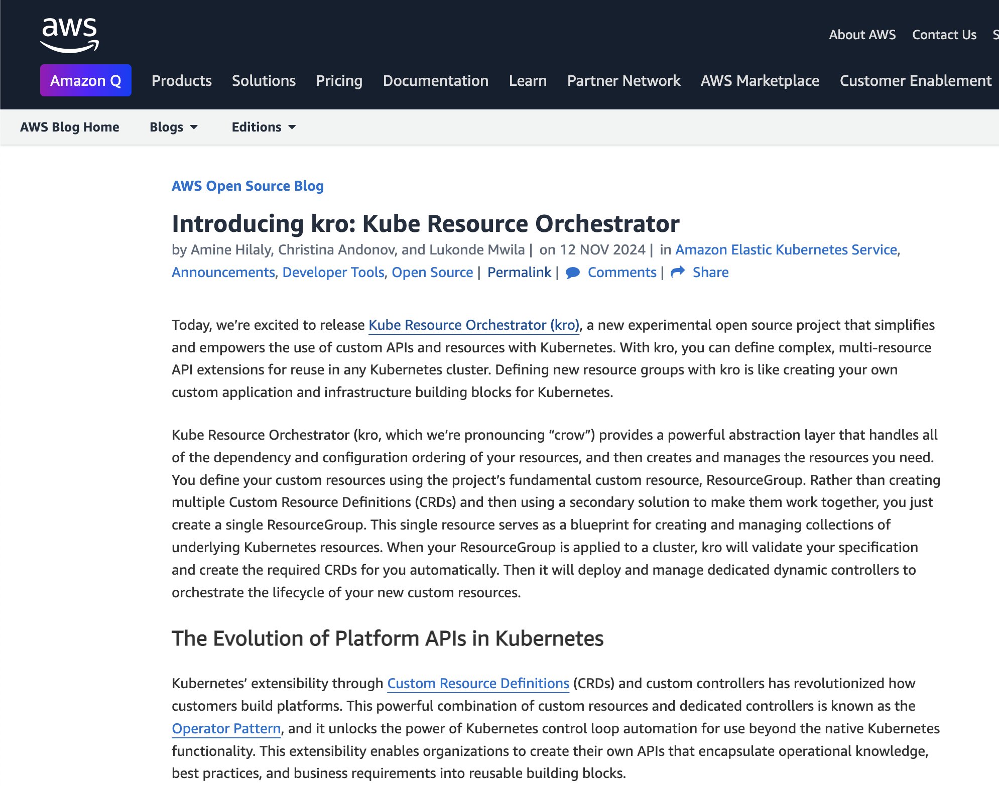 aws
About AWS Contact Us S
Amazon Q Products Solutions Pricing Documentation Learn Partner Network AWS Marketplace Customer Enablement
AWS Blog Home Blogs Editions
AWS Open Source Blog
Introducing kro: Kube Resource Orchestrator
by Amine Hilaly, Christina Andonov, and Lukonde Mwila | on 12 NOV 2024 | in Amazon Elastic Kubernetes Service,
Announcements, Developer Tools, Open Source | Permalink | Comments | Share
Today, we’re excited to release Kube Resource Orchestrator (kro), a new experimental open source project that simplifies
and empowers the use of custom APIs and resources with Kubernetes. With kro, you can define complex, multi-resource
API extensions for reuse in any Kubernetes cluster. Defining new resource groups with kro is like creating your own
custom application and infrastructure building blocks for Kubernetes.
Kube Resource Orchestrator (kro, which we’re pronouncing “crow”) provides a powerful abstraction layer that handles all
of the dependency and configuration ordering of your resources, and then creates and manages the resources you need.
You define your custom resources using the project’s fundamental custom resource, ResourceGroup. Rather than creating
multiple Custom Resource Definitions (CRDs) and then using a secondary solution to make them work together, you just
create a single ResourceGroup. This single resource serves as a blueprint for creating and managing collections of
underlying Kubernetes resources. When your ResourceGroup is applied to a cluster, kro will validate your specification
and create the required CRDs for you automatically. Then it will deploy and manage dedicated dynamic controllers to
orchestrate the lifecycle of your new custom resources.
The Evolution of Platform APIs in Kubernetes
Kubernetes’ extensibility through Custom Resource Definitions (CRDs) and custom controllers has revolutionized how
customers build platforms. This powerful combination of custom resources and dedicated controllers is known as the
Operator Pattern, and it unlocks the power of Kubernetes control loop automation for use beyond the native Kubernetes
functionality. This extensibility enables organizations to create their own APIs that encapsulate operational knowledge,
best practices, and business requirements into reusable building blocks.